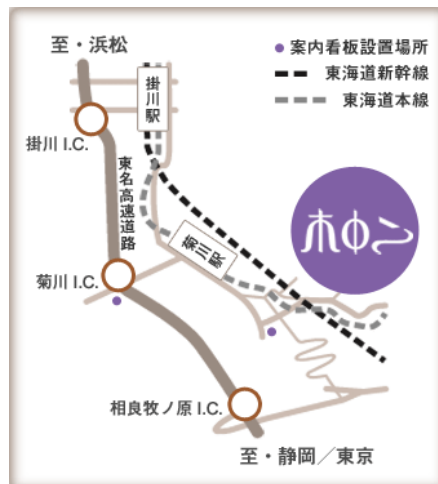 至・浜松
案内看板設置場所
東海道新幹線
東海道本線
掛川駅
掛川 I.C.
東名高速道路
菊川駅
菊川 I.C.
相良牧ノ原 I.C.
至・静岡／東京